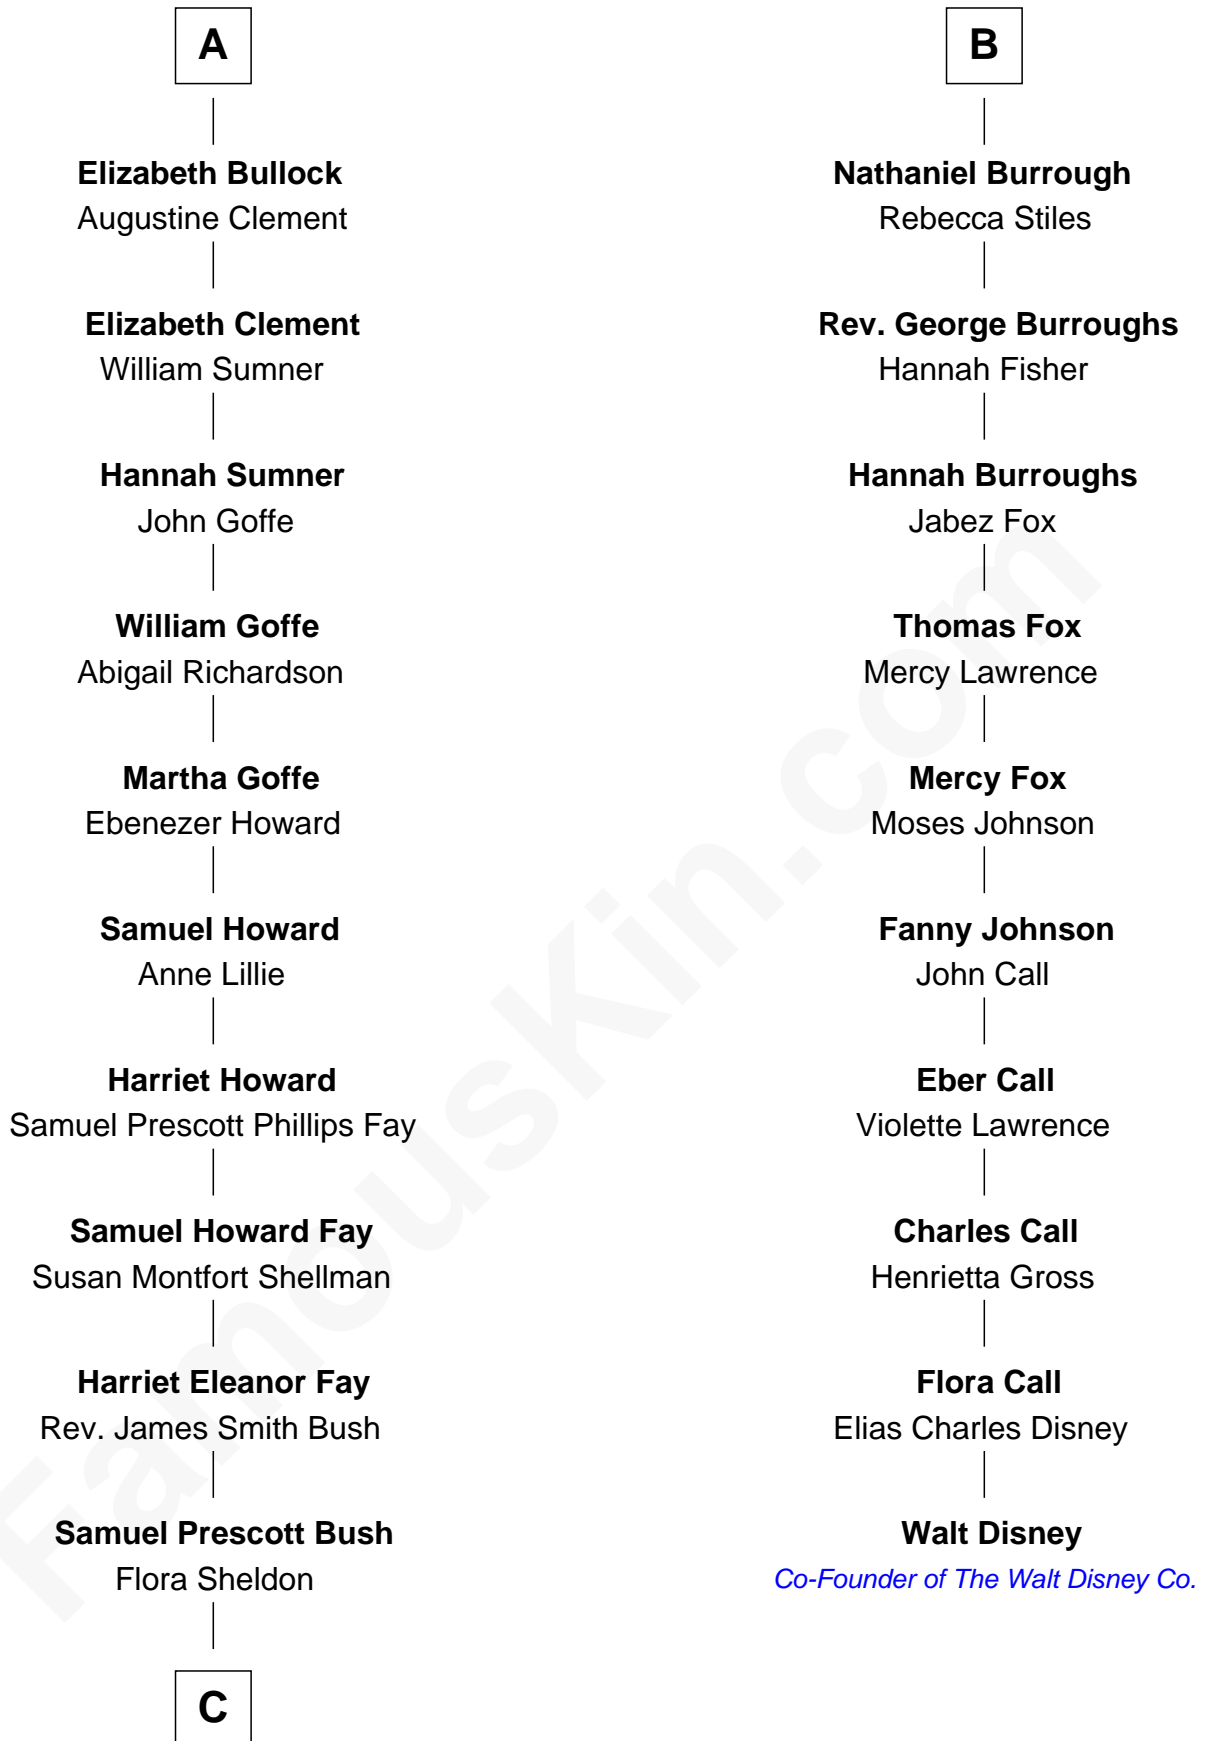 A
Elizabeth Bullock
Augustine Clement
Elizabeth Clement
William Sumner
Hannah Sumner
John Goffe
William Goffe
Abigail Richardson
Martha Goffe
Ebenezer Howard
Samuel Howard
Anne Lillie
Harriet Howard
Samuel Prescott Phillips Fay
Samuel Howard Fay
Susan Montfort Shellman
Harriet Eleanor Fay
Rev. James Smith Bush
Samuel Prescott Bush
Flora Sheldon
C
B
Nathaniel Burrough
Rebecca Stiles
Rev. George Burroughs
Hannah Fisher
Hannah Burroughs
Jabez Fox
Thomas Fox
Mercy Lawrence
Mercy Fox
Moses Johnson
Fanny Johnson
John Call
Eber Call
Violette Lawrence
Charles Call
Henrietta Gross
Flora Call
Elias Charles Disney
Walt Disney
Co-Founder of The Walt Disney Co.
FamousKin.com